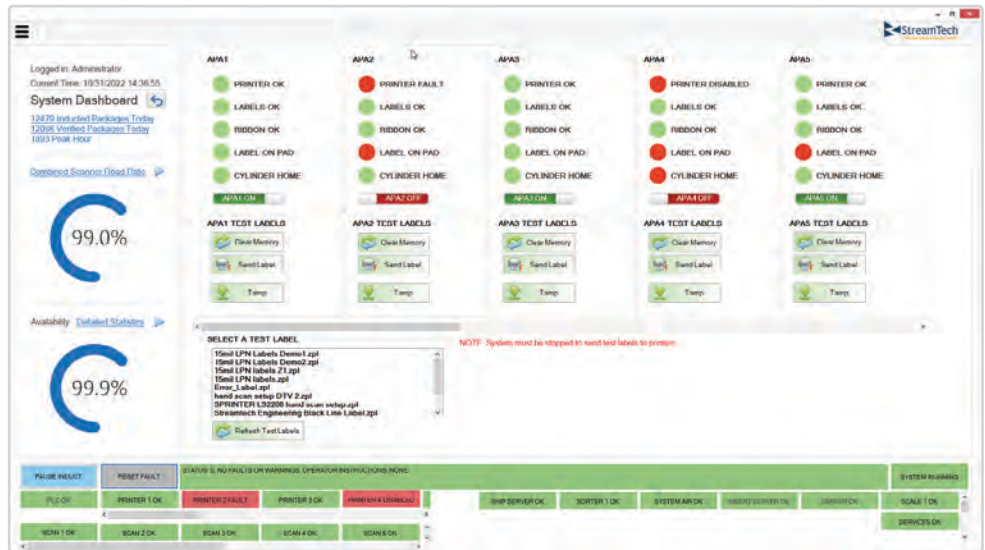 StreamTech
Logged in: Administrator
Current Time: 10/31/2022 14:36:55
System Dashboard
12479 Inducted Packages Today
Verified Packages Today
1893 Peak Hour
Combined Scanner Read Rate
99.0%
Availability Detailed Statistics
99.9%
APA1 APA2 APA3 APA4 APA5
PRINTER OK PRINTER FAULT PRINTER OK PRINTER DISABLED PRINTER OK
LABELS OK LABELS OK LABELS OK LABELS OK LABELS OK
RIBBON OK RIBBON OK RIBBON OK RIBBON OK RIBBON OK
LABEL ON PAD LABEL ON PAD LABEL ON PAD LABEL ON PAD LABEL ON PAD
CYLINDER HOME CYLINDER HOME CYLINDER HOME CYLINDER HOME CYLINDER HOME
APA1 ON APA2 OFF APA3 ON APA4 OFF APA5 ON
APA1 TEST LABELS APA2 TEST LABELS APA3 TEST LABELS APA4 TEST LABELS APA5 TEST LABELS
Clear Memory Clear Memory Clear Memory Clear Memory Clear Memory
Send Label Send Label Send Label Send Label Send Label
Tamp Tamp Tamp Tamp Tamp
SELECT A TEST LABEL
NOTE: System must be stopped to send test labels to printers
15mil LPN Labels Demo1.zpl
15mil LPN Labels Demo2.zpl
15mil LPN labels Z1.zpl
15mil LPN labels.zpl
Error_Label.zpl
hand scan setup DTV 2.zpl
SPRINTER LS2208 hand scan setup.zpl
Streamtech Engineering Black Line Label.zpl
Refresh Test Labels
PAUSE INDUCT RESET FAULT STATUS: NO FAULTS OR WARNINGS, OPERATOR INSTRUCTIONS: NONE SYSTEM RUNNING
PLC OK PRINTER 1 OK PRINTER 2 FAULT PRINTER 3 OK PRINTER 4 DISABLED SHIP SERVER OK SORTER 1 OK SYSTEM AIR OK SCALE 1 OK
SERVICES OK
SCAN 1 OK SCAN 2 OK SCAN 3 OK SCAN 4 OK SCAN 5 OK